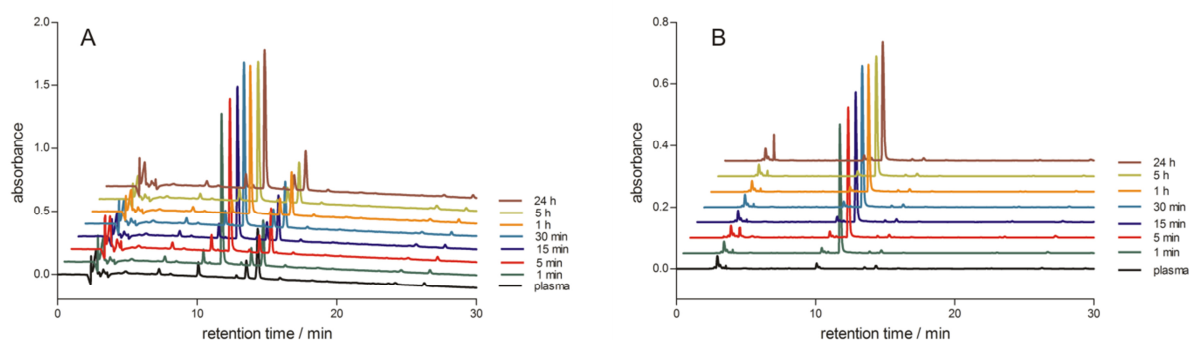 A
2.0
1.5
1.0
0.5
0.0
absorbance
0 10 20 30
retention time / min
24 h
5 h
1 h
30 min
15 min
5 min
1 min
plasma
B
0.8
0.6
0.4
0.2
0.0
absorbance
0 10 20 30
retention time / min
24 h
5 h
1 h
30 min
15 min
5 min
1 min
plasma